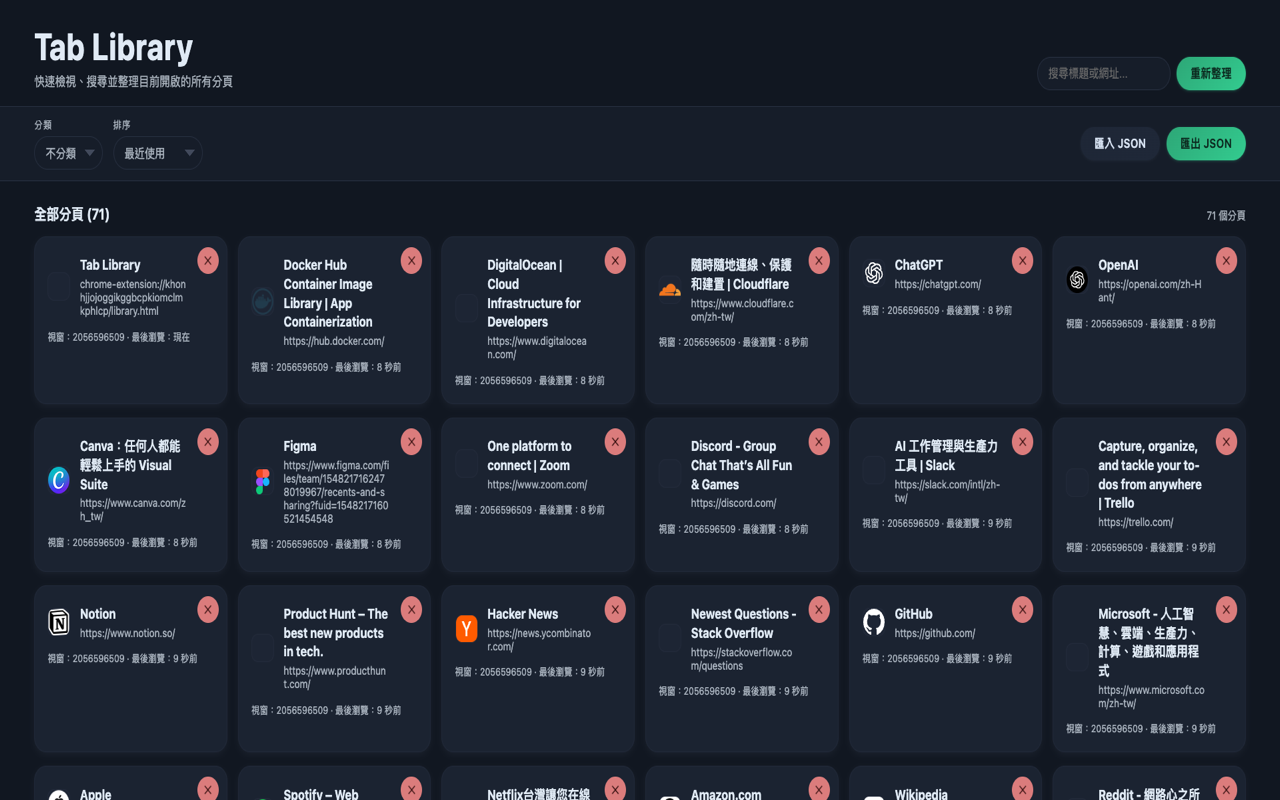 Tab Library
快速檢視、搜尋並整理目前開啟的所有分頁
搜尋標題或網址...
重新整理
分類
排序
不分類
最近使用
匯入 JSON
匯出 JSON
全部分頁 (71)
71 個分頁
Tab Library
chrome-extension://khon
hjjojoggikggbcpkiomclm
kphlcp/library.html
視窗：2056596509 · 最後瀏覽：現在
X
Docker Hub
Container Image
Library | App
Containerization
https://hub.docker.com/
視窗：2056596509 · 最後瀏覽：8 秒前
X
DigitalOcean |
Cloud
Infrastructure for
Developers
https://www.digitalocea
n.com/
視窗：2056596509 · 最後瀏覽：8 秒前
X
隨時隨地連線、保護
和建置 | Cloudflare
https://www.cloudflare.c
om/zh-tw/
視窗：2056596509 · 最後瀏覽：8 秒前
X
ChatGPT
https://chatgpt.com/
視窗：2056596509 · 最後瀏覽：8 秒前
X
OpenAI
https://openai.com/zh-H
ant/
視窗：2056596509 · 最後瀏覽：8 秒前
X
Canva：任何人都能
輕鬆上手的 Visual
Suite
https://www.canva.com/z
h_tw/
視窗：2056596509 · 最後瀏覽：8 秒前
X
Figma
https://www.figma.com/fi
les/team/154821716247
8019967/recents-and-s
haring?fuid=1548217160
521454548
視窗：2056596509 · 最後瀏覽：8 秒前
X
One platform to
connect | Zoom
https://www.zoom.com/
視窗：2056596509 · 最後瀏覽：8 秒前
X
Discord - Group
Chat That's All Fun
& Games
https://discord.com/
視窗：2056596509 · 最後瀏覽：8 秒前
X
AI 工作管理與生產力
工具 | Slack
https://slack.com/intl/zh-
tw/
視窗：2056596509 · 最後瀏覽：9 秒前
X
Capture, organize,
and tackle your to-
dos from anywhere
| Trello
https://trello.com/
視窗：2056596509 · 最後瀏覽：9 秒前
X
Notion
https://www.notion.so/
視窗：2056596509 · 最後瀏覽：9 秒前
X
Product Hunt – The
best new products
in tech.
https://www.producthun
t.com/
視窗：2056596509 · 最後瀏覽：9 秒前
X
Hacker News
https://news.ycombinato
r.com/
視窗：2056596509 · 最後瀏覽：9 秒前
X
Newest Questions -
Stack Overflow
https://stackoverflow.co
m/questions
視窗：2056596509 · 最後瀏覽：9 秒前
X
GitHub
https://github.com/
視窗：2056596509 · 最後瀏覽：9 秒前
X
Microsoft - 人工智
慧、雲端、生產力、
計算、遊戲和應用程
式
https://www.microsoft.co
m/zh-tw/
視窗：2056596509 · 最後瀏覽：9 秒前
X
Apple
X
Spotify – Web
X
Netflix台灣讓您在線
X
Amazon.com
X
Wikipedia
X
Reddit - 網路心之所
X